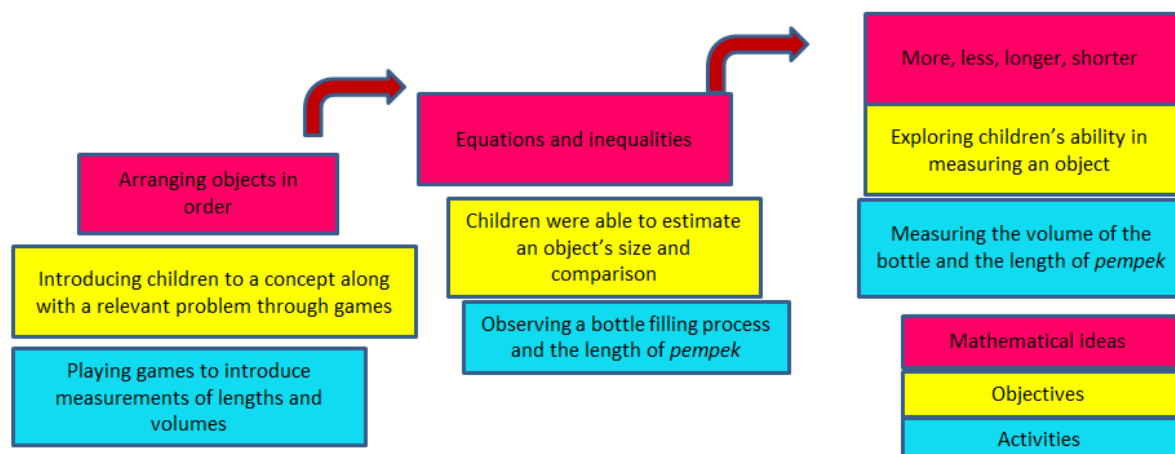 Arranging objects in
order
Introducing children to a concept along
with a relevant problem through games
Playing games to introduce
measurements of lengths and
volumes
Equations and inequalities
Children were able to estimate
an object’s size and
comparison
Observing a bottle filling process
and the length of pempek
More, less, longer, shorter
Exploring children’s ability in
measuring an object
Measuring the volume of the
bottle and the length of pempek
Mathematical ideas
Objectives
Activities